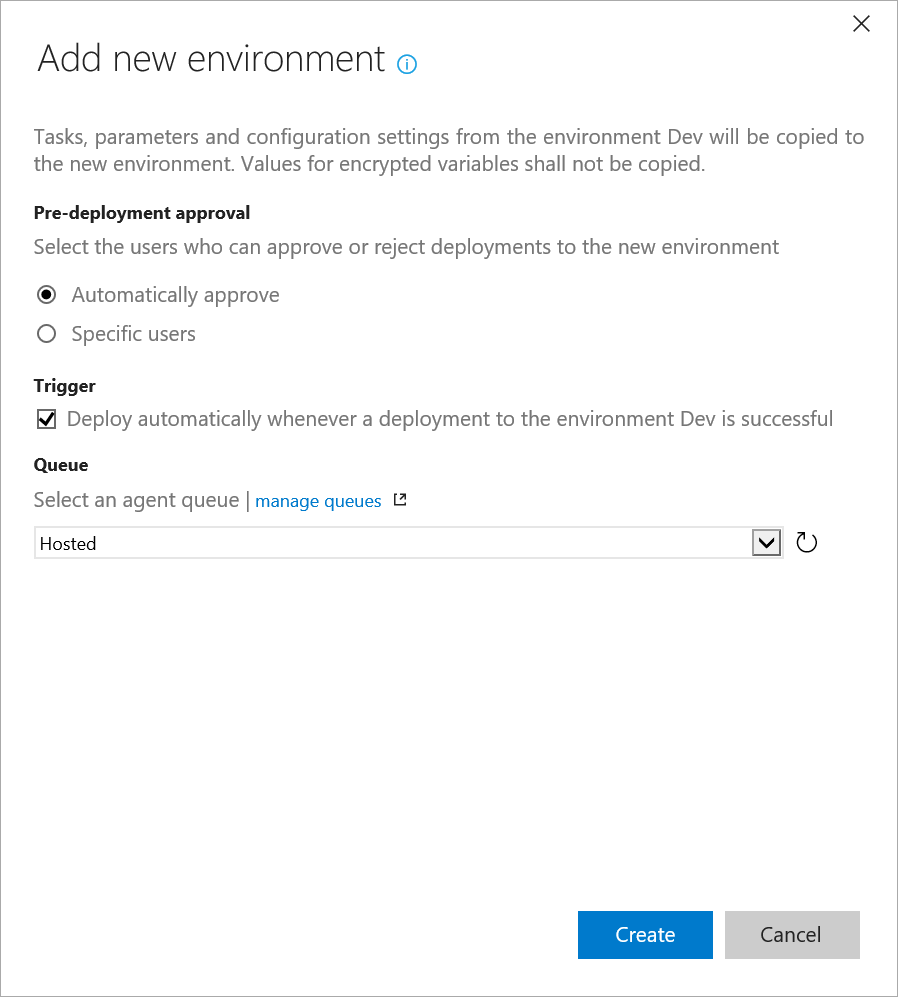 Add new environment
Tasks, parameters and configuration settings from the environment Dev will be copied to
the new environment. Values for encrypted variables shall not be copied.
Pre-deployment approval
Select the users who can approve or reject deployments to the new environment
Automatically approve
Specific users
Trigger
Deploy automatically whenever a deployment to the environment Dev is successful
Queue
Select an agent queue | manage queues
Hosted
Create Cancel